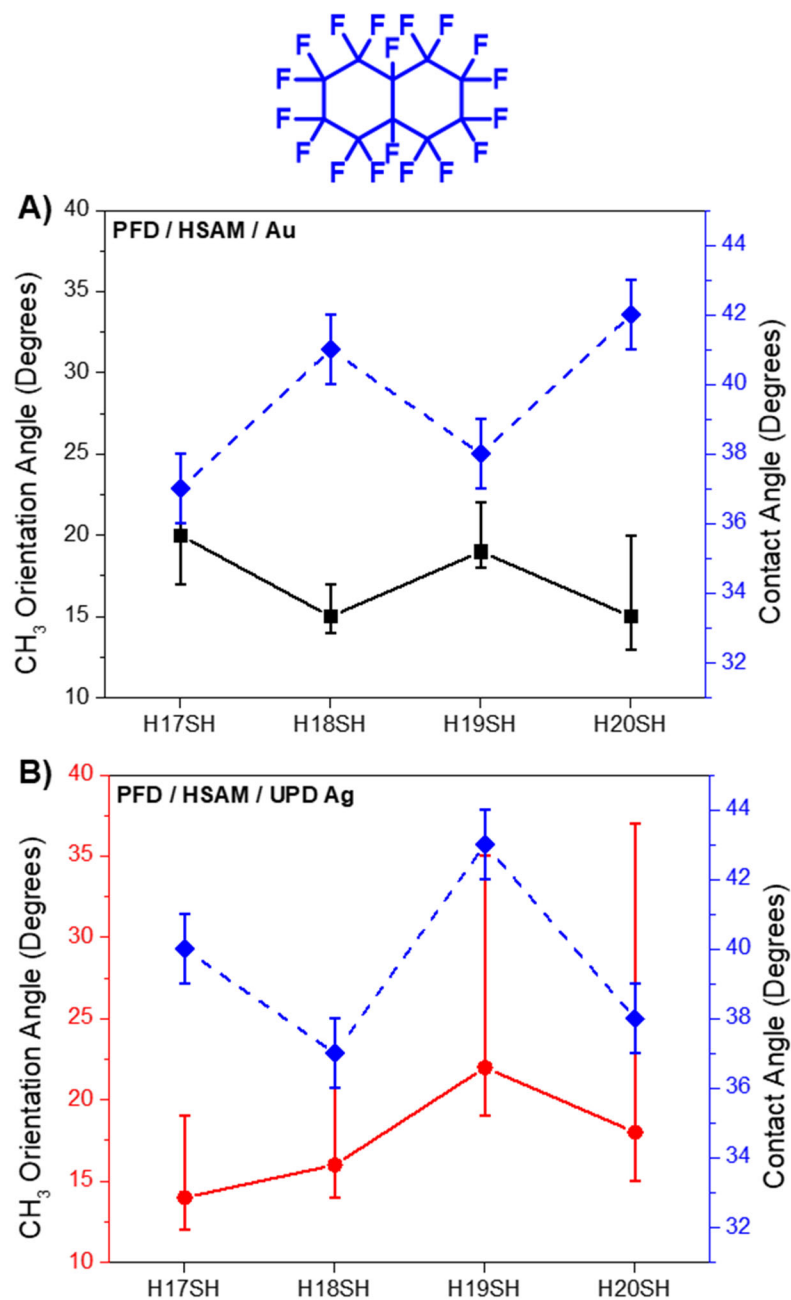 F F F F
F F F
F F
F F
F F F
F F F F
A)
PFD / HSAM / Au
CH₃ Orientation Angle (Degrees)
40
35
30
25
20
15
10
Contact Angle (Degrees)
44
42
40
38
36
34
32
H17SH H18SH H19SH H20SH
B)
PFD / HSAM / UPD Ag
CH₃ Orientation Angle (Degrees)
40
35
30
25
20
15
10
Contact Angle (Degrees)
44
42
40
38
36
34
32
H17SH H18SH H19SH H20SH